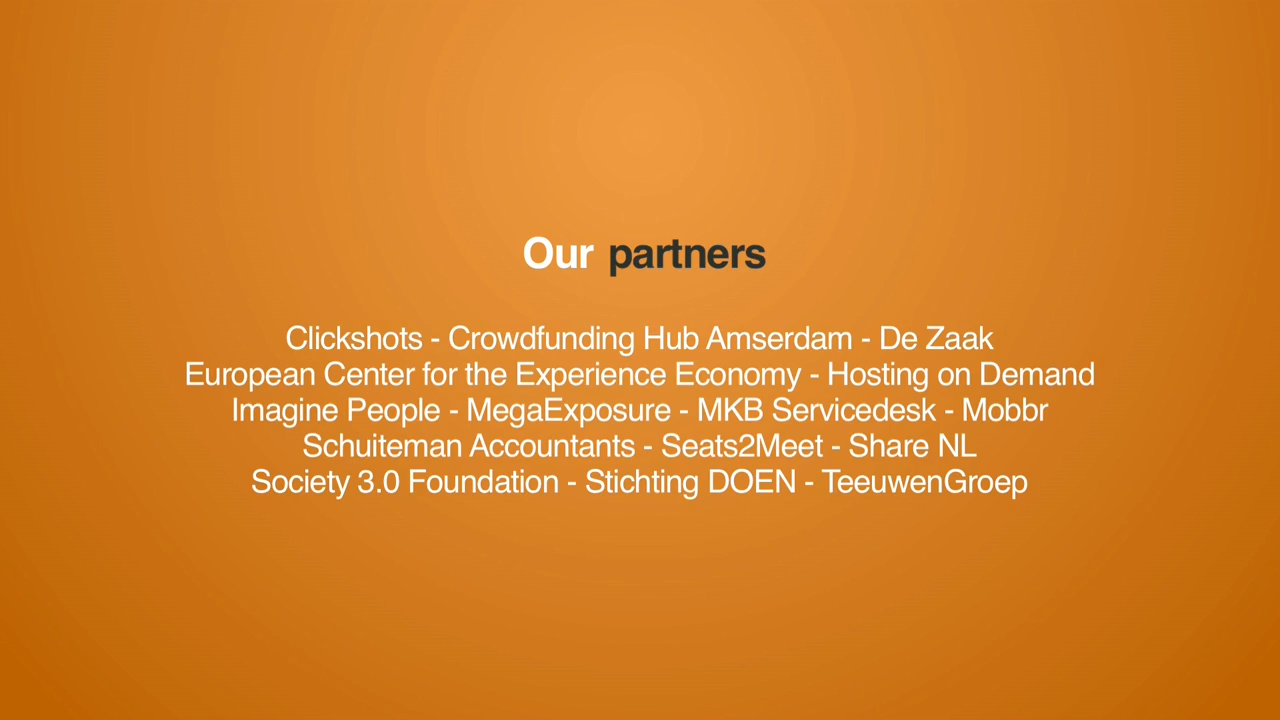 Our partners
Clickshots - Crowdfunding Hub Amserdam - De Zaak
European Center for the Experience Economy - Hosting on Demand
Imagine People - MegaExposure - MKB Servicedesk - Mobbr
Schuiteman Accountants - Seats2Meet - Share NL
Society 3.0 Foundation - Stichting DOEN - TeeuwenGroep